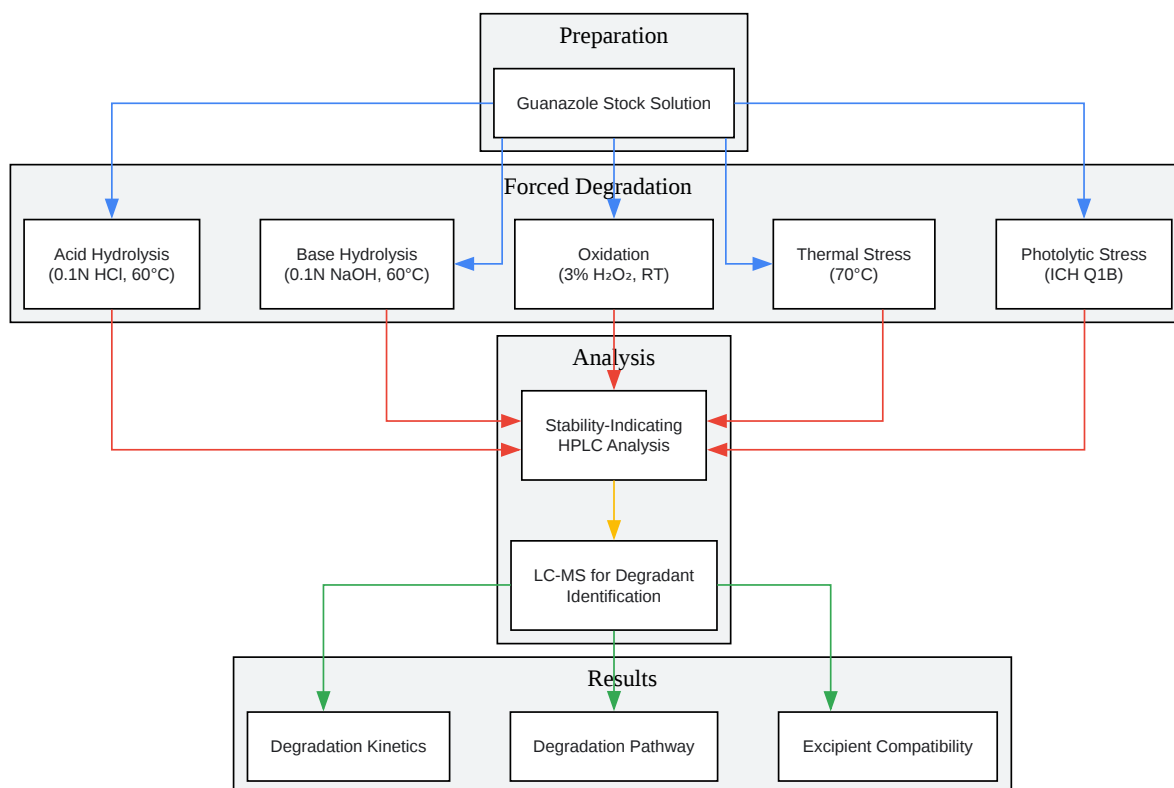 Preparation
Guanazole Stock Solution
Forced Degradation
Acid Hydrolysis
(0.1N HCl, 60°C)
Base Hydrolysis
(0.1N NaOH, 60°C)
Oxidation
(3% H₂O₂, RT)
Thermal Stress
(70°C)
Photolytic Stress
(ICH Q1B)
Analysis
Stability-Indicating
HPLC Analysis
LC-MS for Degradant
Identification
Results
Degradation Kinetics
Degradation Pathway
Excipient Compatibility